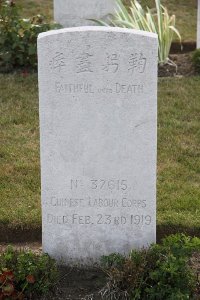 鞠躬盡瘁
FAITHFUL UNTO DEATH
Nº 37615
CHINESE LABOUR CORPS
DIED FEB. 23RD 1919